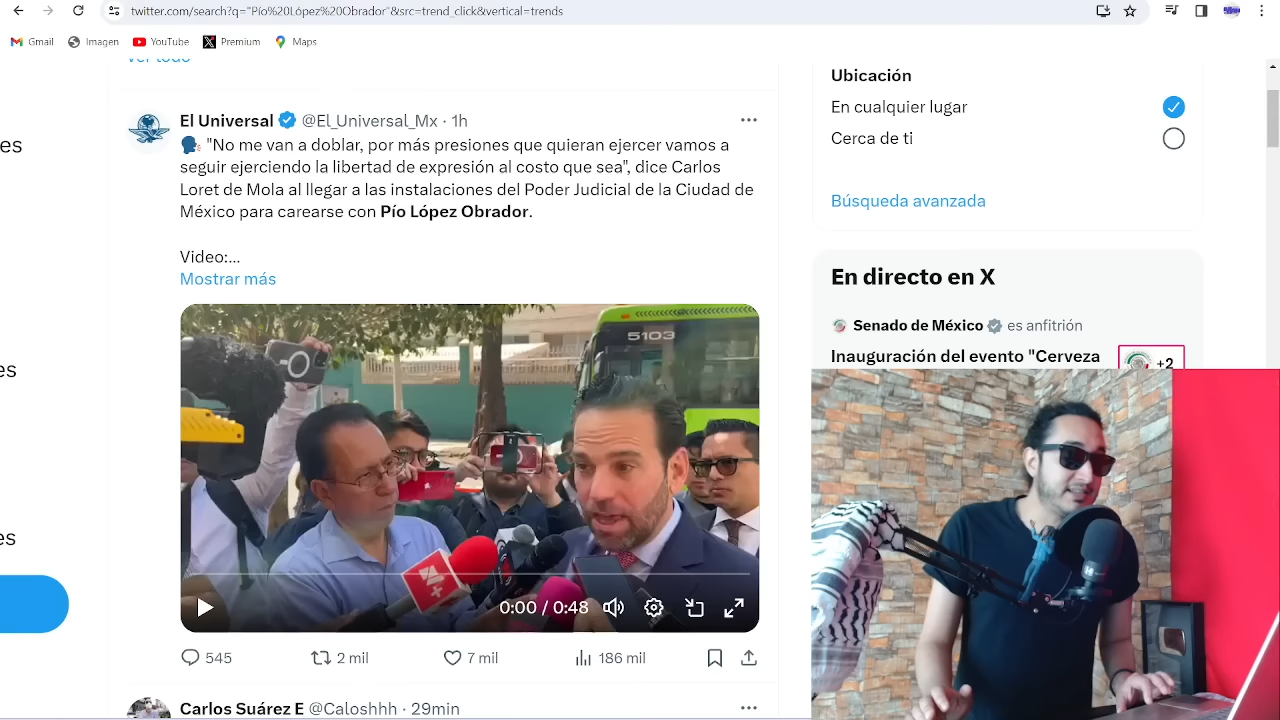 twitter.com/search?q="Pío%20López%20Obrador"&src=trend_click&vertical=trends
Gmail
Imagen
YouTube
Premium
Maps
Ver todo
El Universal @El_Universal_Mx · 1h
"No me van a doblar, por más presiones que quieran ejercer vamos a
seguir ejerciendo la libertad de expresión al costo que sea", dice Carlos
Loret de Mola al llegar a las instalaciones del Poder Judicial de la Ciudad de
México para carearse con Pío López Obrador.
Video:...
Mostrar más
5103
0:00 / 0:48
545
2 mil
7 mil
186 mil
Carlos Suárez E @Caloshhh · 29min
es
es
es
Ubicación
En cualquier lugar
Cerca de ti
Búsqueda avanzada
En directo en X
Senado de México es anfitrión
Inauguración del evento "Cerveza
+2